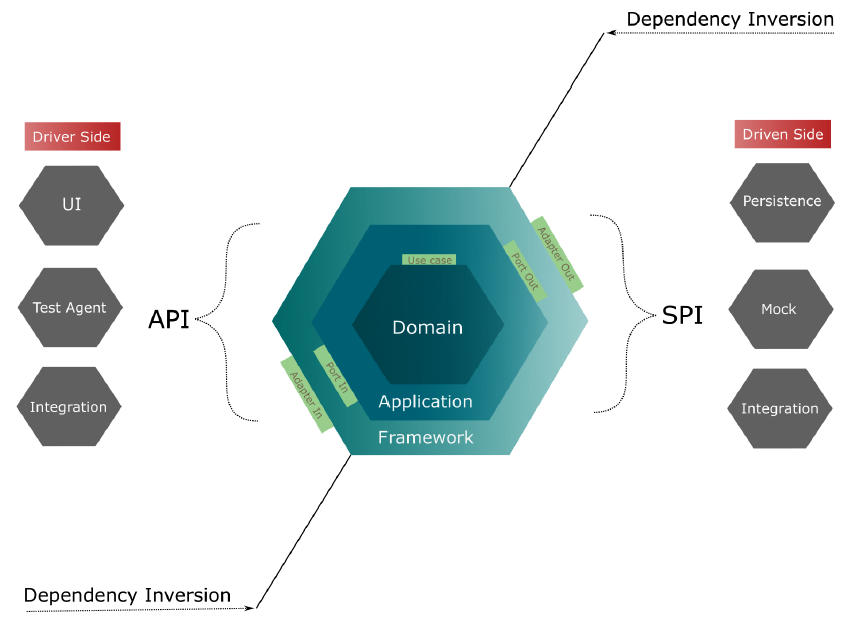 Dependency Inversion
Driver Side
Driven Side
UI
Persistence
Use case
Adapter Out
Port Out
Test Agent
API
Domain
SPI
Mock
Port In
Adapter In
Integration
Application
Integration
Framework
Dependency Inversion